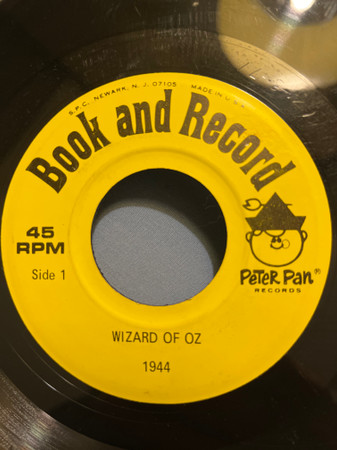 S.P.C. NEWARK, N.J. 07105 MADE IN U.S.A.
Book and Record
45
RPM
Side 1
PETER PAN®
RECORDS
WIZARD OF OZ
1944